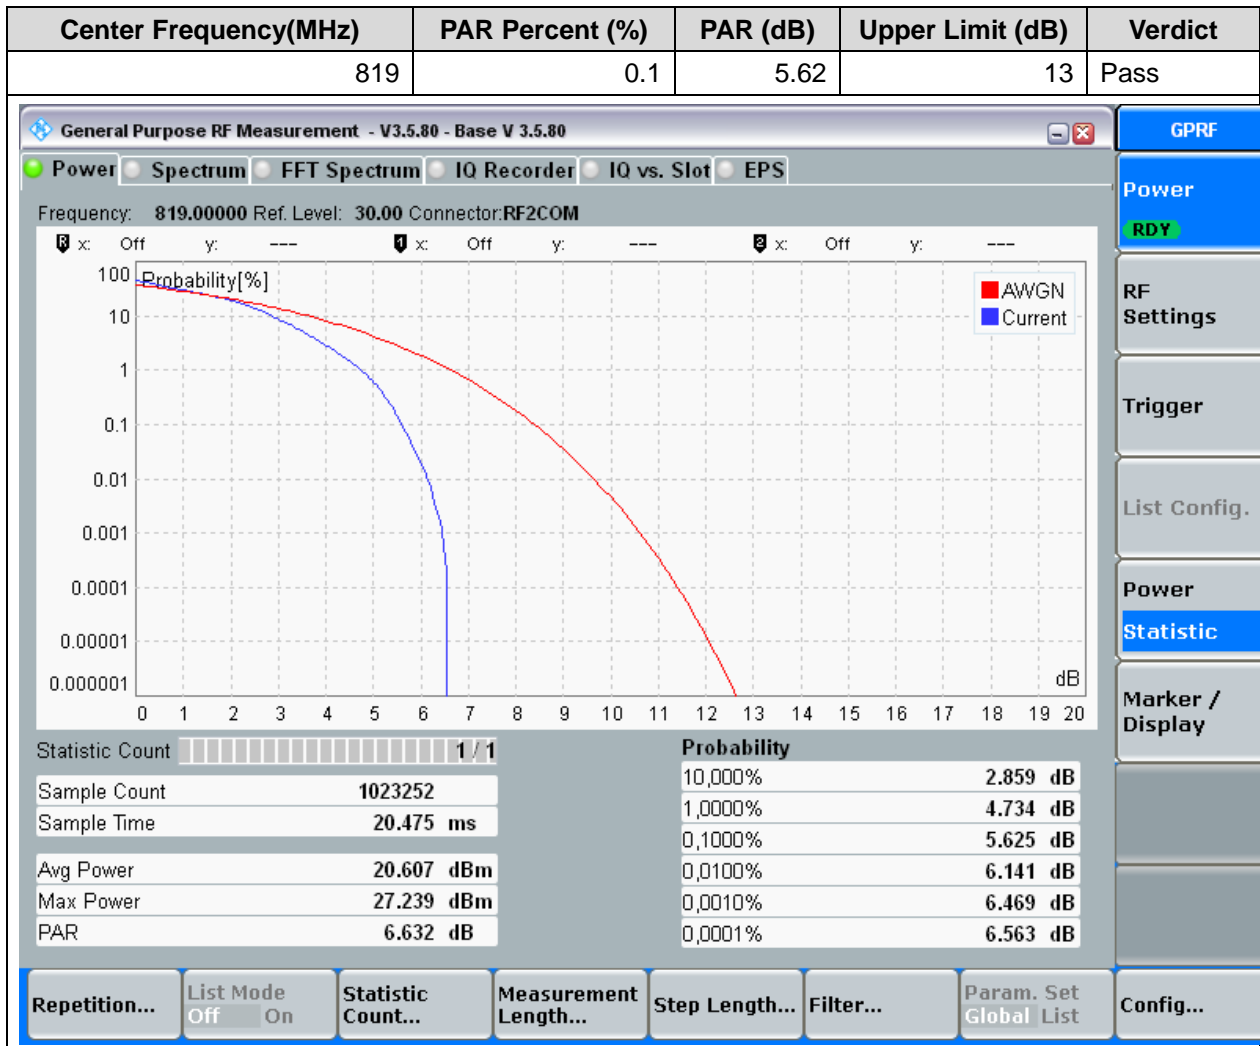 Center Frequency(MHz) PAR Percent (%) PAR (dB) Upper Limit (dB) Verdict
819 0.1 5.62 13 Pass
General Purpose RF Measurement - V3.5.80 - Base V 3.5.80
GPRF
Power Spectrum FFT Spectrum IQ Recorder IQ vs. Slot EPS
Power
RDY
Frequency: 819.00000 Ref. Level: 30.00 Connector:RF2COM
R x: Off y: --- 1 x: Off y: --- 2 x: Off y: ---
Probability[%]
AWGN
Current
100
10
1
0.1
0.01
0.001
0.0001
0.00001
0.000001
dB
0 1 2 3 4 5 6 7 8 9 10 11 12 13 14 15 16 17 18 19 20
RF
Settings
Trigger
List Config.
Power
Statistic
Marker /
Display
Statistic Count 1 / 1
Sample Count 1023252
Sample Time 20.475 ms
Avg Power 20.607 dBm
Max Power 27.239 dBm
PAR 6.632 dB
Probability
10,000% 2.859 dB
1,0000% 4.734 dB
0,1000% 5.625 dB
0,0100% 6.141 dB
0,0010% 6.469 dB
0,0001% 6.563 dB
Repetition...
List Mode
Off On
Statistic
Count...
Measurement
Length...
Step Length...
Filter...
Param. Set
Global List
Config...